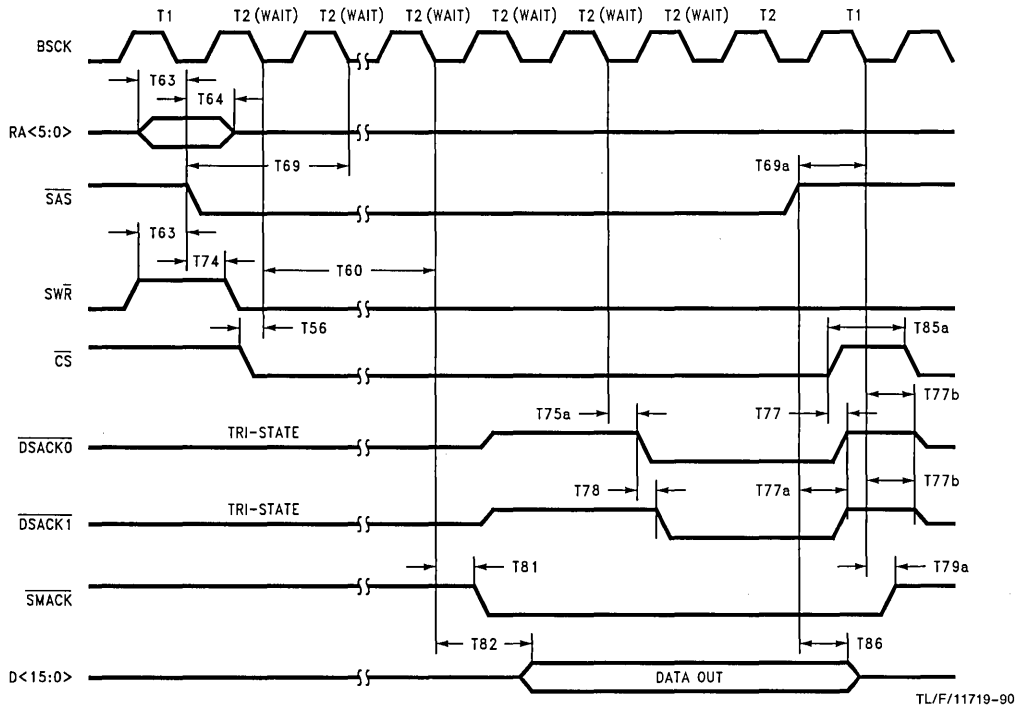 T1 T2 (WAIT) T2 (WAIT) T2 (WAIT) T2 (WAIT) T2 (WAIT) T2 (WAIT) T2 T1
BSCK
T63
T64
RA<5:0>
T69 T69a
SAS
T63
T74 T60
SWR
T56 T85a
CS
T77b
T75a T77
TRI-STATE
DSACK0
T78 T77a T77b
TRI-STATE
DSACK1
T81 T79a
SMACK
T82 T86
D<15:0> DATA OUT
TL/F/11719-90